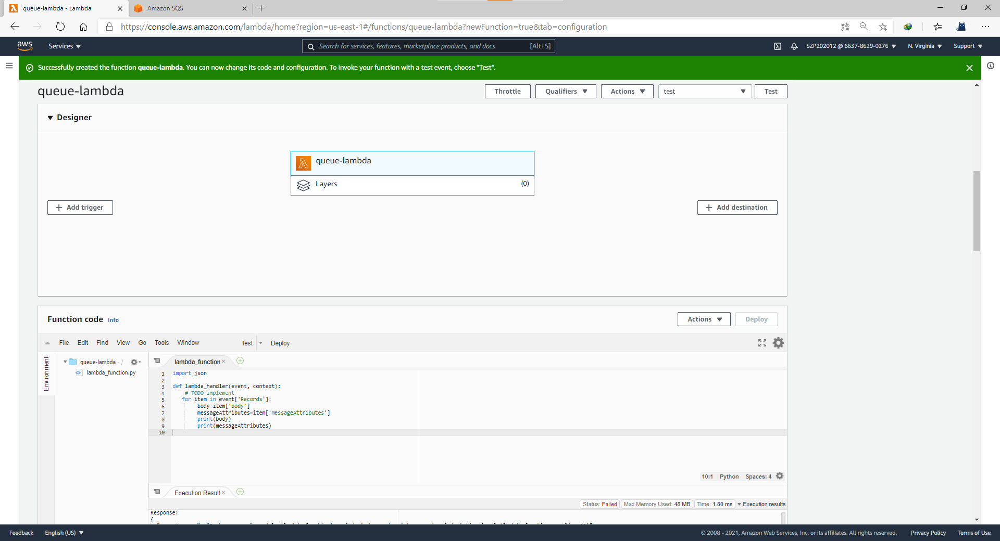 queue-lambda - Lambda
Amazon SQS
https://console.aws.amazon.com/lambda/home?region=us-east-1#/functions/queue-lambda?newFunction=true&tab=configuration
aws
Services
Search for services, features, marketplace products, and docs
[Alt+S]
SZP202012 @ 6637-8629-0276
N. Virginia
Support
Successfully created the function queue-lambda. You can now change its code and configuration. To invoke your function with a test event, choose "Test".
queue-lambda
Throttle
Qualifiers
Actions
test
Test
Designer
queue-lambda
Layers
(0)
Add trigger
Add destination
Function code Info
Actions
Deploy
File Edit Find View Go Tools Window Test Deploy
Environment
queue-lambda - /
lambda_function.py
lambda_function
1 import json
2
3 def lambda_handler(event, context):
4 # TODO implement
5 for item in event['Records']:
6 body=item['body']
7 messageAttributes=item['messageAttributes']
8 print(body)
9 print(messageAttributes)
10
10:1 Python Spaces: 4
Execution Result
Status: Failed
Max Memory Used: 48 MB
Time: 1.80 ms
Execution results
Response:
{
Feedback
English (US)
© 2008 - 2021, Amazon Web Services, Inc. or its affiliates. All rights reserved.
Privacy Policy
Terms of Use